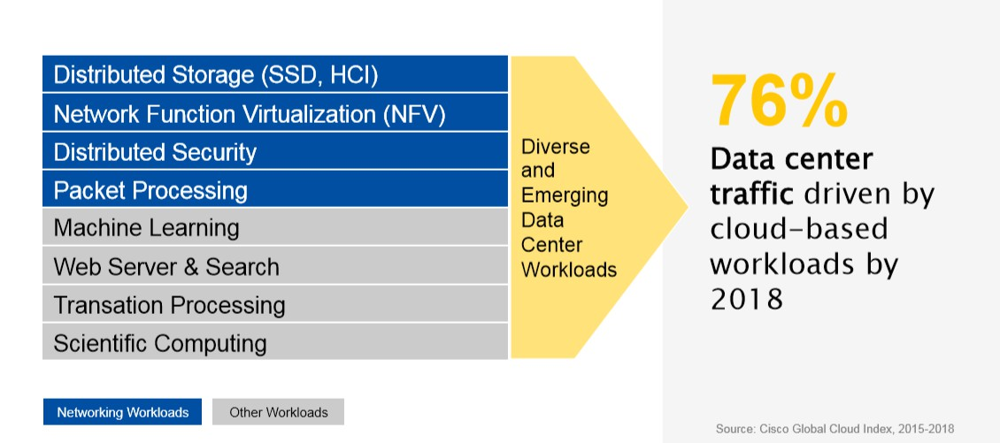 Distributed Storage (SSD, HCI)
Network Function Virtualization (NFV)
Distributed Security
Packet Processing
Machine Learning
Web Server & Search
Transation Processing
Scientific Computing
Diverse
and
Emerging
Data
Center
Workloads
76%
Data center
traffic driven by
cloud-based
workloads by
2018
Networking Workloads
Other Workloads
Source: Cisco Global Cloud Index, 2015-2018